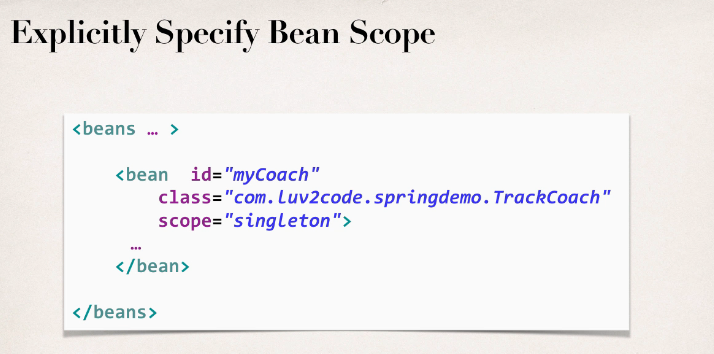 Explicitly Specify Bean Scope
<beans … >
<bean id="myCoach"
class="com.luv2code.springdemo.TrackCoach"
scope="singleton">
…
</bean>
</beans>